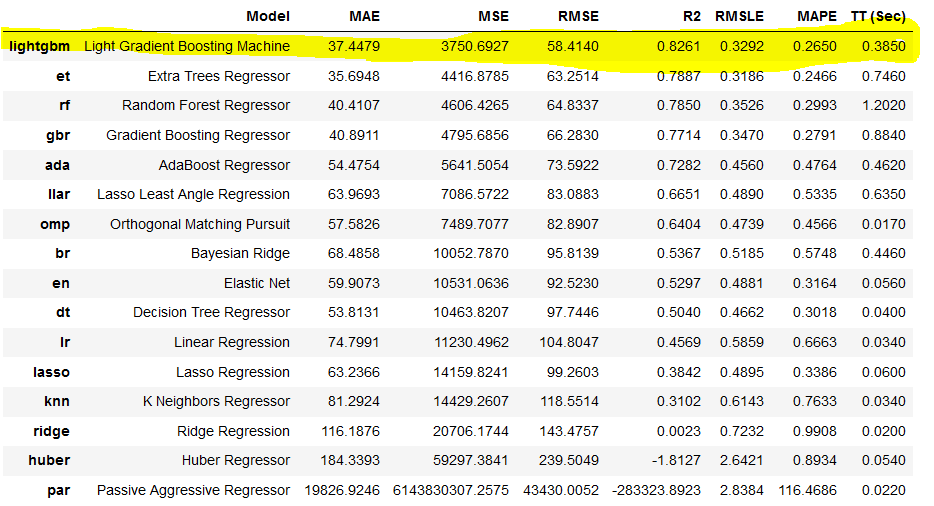 Model MAE MSE RMSE R2 RMSLE MAPE TT (Sec)
lightgbm Light Gradient Boosting Machine 37.4479 3750.6927 58.4140 0.8261 0.3292 0.2650 0.3850
et Extra Trees Regressor 35.6948 4416.8785 63.2514 0.7887 0.3186 0.2466 0.7460
rf Random Forest Regressor 40.4107 4606.4265 64.8337 0.7850 0.3526 0.2993 1.2020
gbr Gradient Boosting Regressor 40.8911 4795.6856 66.2830 0.7714 0.3470 0.2791 0.8840
ada AdaBoost Regressor 54.4754 5641.5054 73.5922 0.7282 0.4560 0.4764 0.4620
llar Lasso Least Angle Regression 63.9693 7086.5722 83.0883 0.6651 0.4890 0.5335 0.6350
omp Orthogonal Matching Pursuit 57.5826 7489.7077 82.8907 0.6404 0.4739 0.4566 0.0170
br Bayesian Ridge 68.4858 10052.7870 95.8139 0.5367 0.5185 0.5748 0.4460
en Elastic Net 59.9073 10531.0636 92.5230 0.5297 0.4881 0.3164 0.0560
dt Decision Tree Regressor 53.8131 10463.8207 97.7446 0.5040 0.4662 0.3018 0.0400
lr Linear Regression 74.7991 11230.4962 104.8047 0.4569 0.5859 0.6663 0.0340
lasso Lasso Regression 63.2366 14159.8241 99.2603 0.3842 0.4895 0.3386 0.0600
knn K Neighbors Regressor 81.2924 14429.2607 118.5514 0.3102 0.6143 0.7633 0.0340
ridge Ridge Regression 116.1876 20706.1744 143.4757 0.0023 0.7232 0.9908 0.0200
huber Huber Regressor 184.3393 59297.3841 239.5049 -1.8127 2.6421 0.8934 0.0540
par Passive Aggressive Regressor 19826.9246 6143830307.2575 43430.0052 -283323.8923 2.8384 116.4686 0.0220